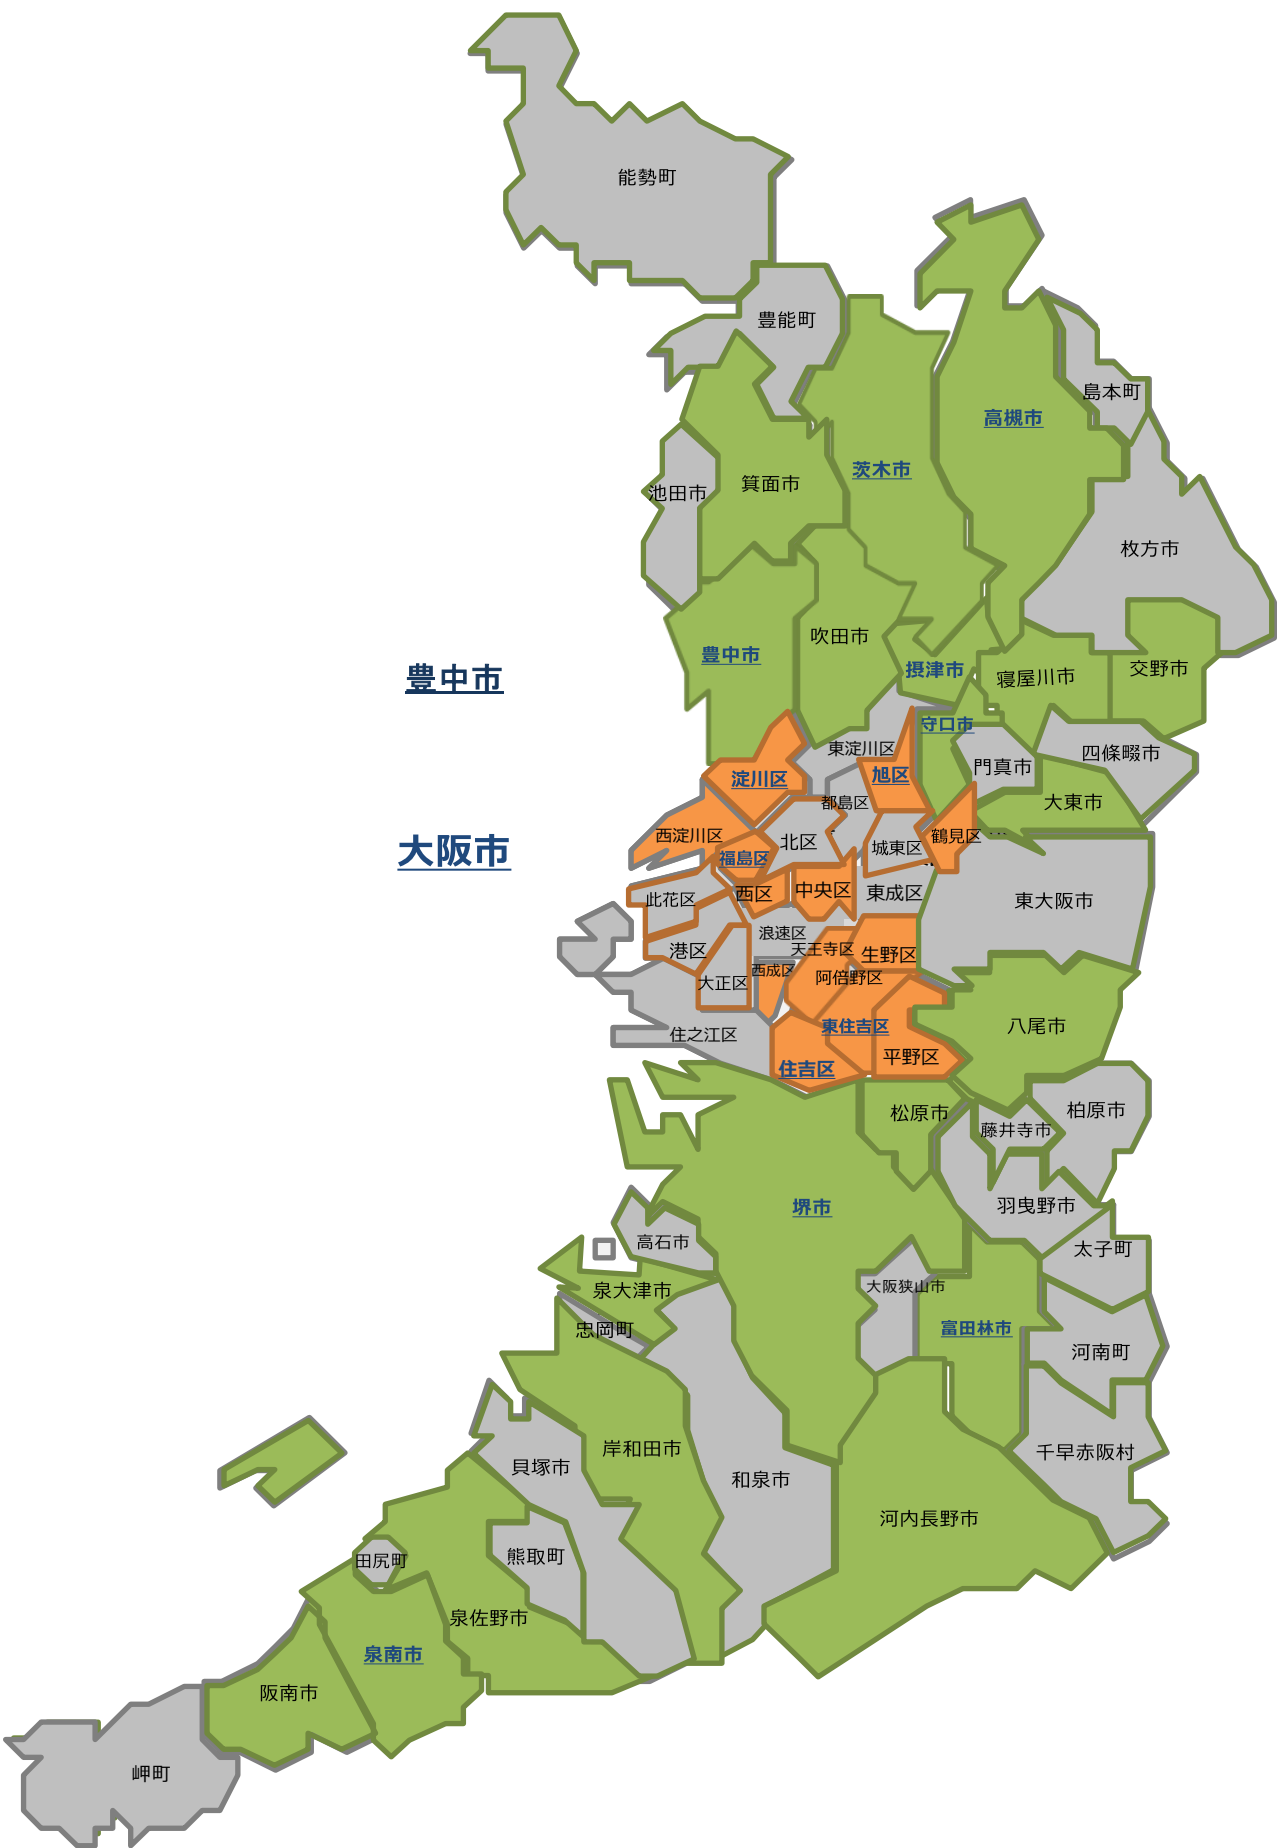 能勢町
豊能町
島本町
高槻市
茨木市
箕面市
池田市
枚方市
吹田市
豊中市
豊中市
摂津市
寝屋川市
交野市
守口市
東淀川区
四條畷市
門真市
淀川区
旭区
都島区
大東市
西淀川区
北区
鶴見区
大阪市
城東区
福島区
西区
中央区
東成区
此花区
東大阪市
浪速区
港区
天王寺区
生野区
西成区
阿倍野区
大正区
東住吉区
八尾市
住之江区
平野区
住吉区
松原市
柏原市
藤井寺市
堺市
羽曳野市
高石市
太子町
泉大津市
大阪狭山市
忠岡町
富田林市
河南町
岸和田市
千早赤阪村
貝塚市
和泉市
河内長野市
熊取町
田尻町
泉佐野市
泉南市
阪南市
岬町